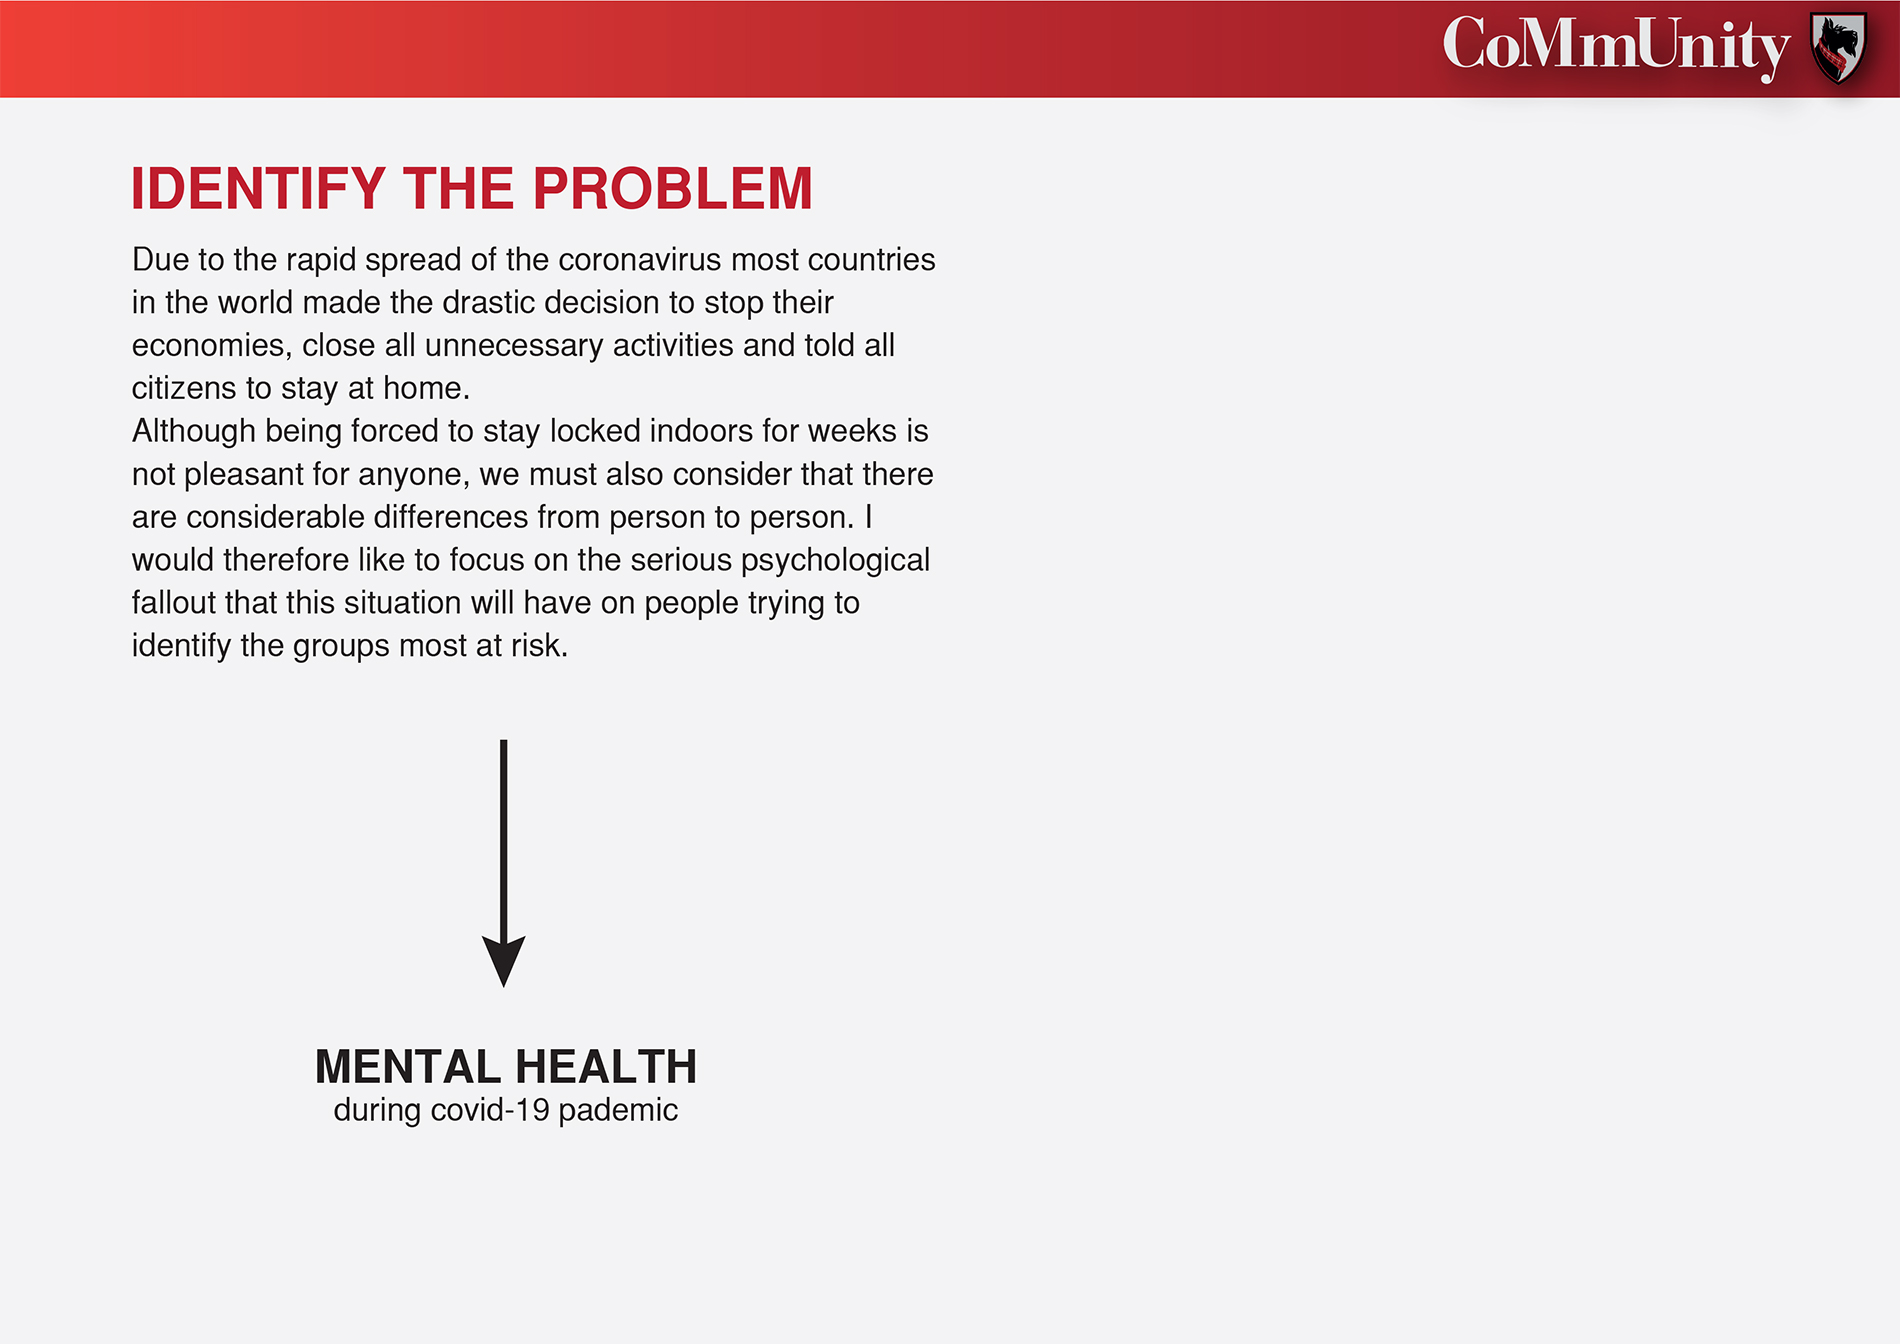 CoMmUnity
IDENTIFY THE PROBLEM
Due to the rapid spread of the coronavirus most countries
in the world made the drastic decision to stop their
economies, close all unnecessary activities and told all
citizens to stay at home.
Although being forced to stay locked indoors for weeks is
not pleasant for anyone, we must also consider that there
are considerable differences from person to person. I
would therefore like to focus on the serious psychological
fallout that this situation will have on people trying to
identify the groups most at risk.
MENTAL HEALTH
during covid-19 pademic